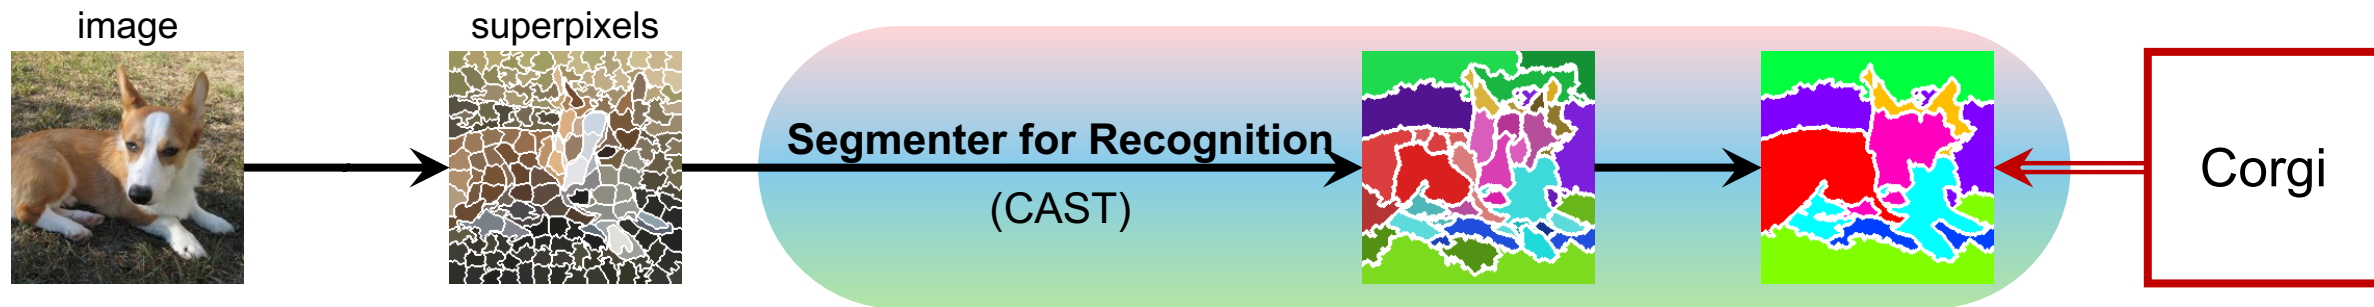 image
superpixels
Segmenter for Recognition
(CAST)
Corgi